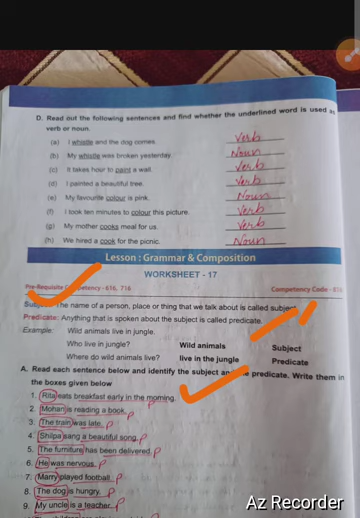 D. Read out the following sentences and find whether the underlined word is used as
verb or noun.
(a) I whistle and the dog comes. Verb
(b) My whistle was broken yesterday. Noun
(c) It takes hour to paint a wall. Verb
(d) I painted a beautiful tree. Verb
(e) My favourite colour is pink. Noun
(f) I took ten minutes to colour this picture. Verb
(g) My mother cooks meal for us. Verb
(h) We hired a cook for the picnic. Noun
Lesson : Grammar & Composition
WORKSHEET - 17
Pre-Requisite Competency - 616, 716 Competency Code -
Subject: The name of a person, place or thing that we talk about is called subject.
Predicate: Anything that is spoken about the subject is called predicate.
Example: Wild animals live in jungle.
Who live in jungle? Wild animals Subject
Where do wild animals live? live in the jungle Predicate
A. Read each sentence below and identify the subject and the predicate. Write them in
the boxes given below
1. Rita eats breakfast early in the morning. P
2. Mohan is reading a book. P
3. The train was late. P
4. Shilpa sang a beautiful song. P
5. The furniture has been delivered. P
6. He was nervous. P
7. Marry played football. P
8. The dog is hungry. P
9. My uncle is a teacher. P
Az Recorder